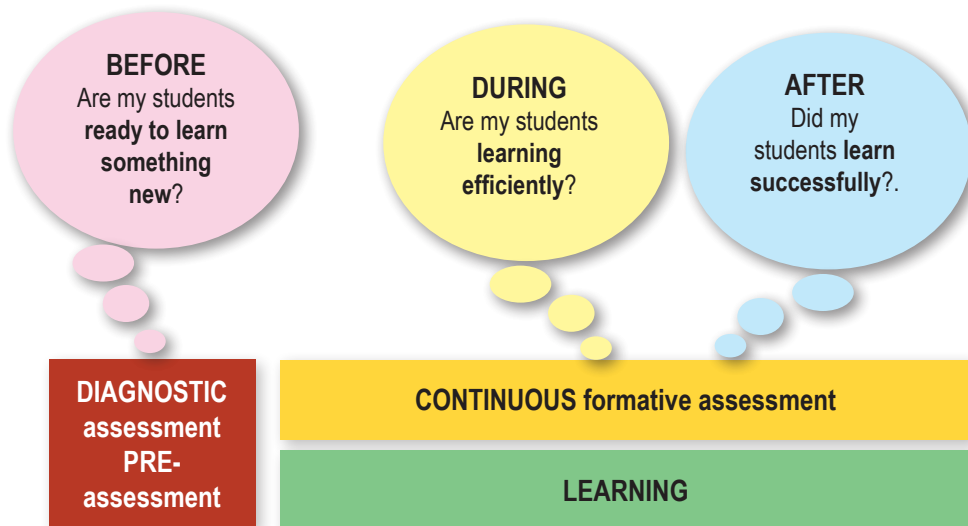 BEFORE
Are my students
ready to learn
something
new?
DURING
Are my students
learning
efficiently?
AFTER
Did my
students learn
successfully?.
DIAGNOSTIC
assessment
PRE-
assessment
CONTINUOUS formative assessment
LEARNING